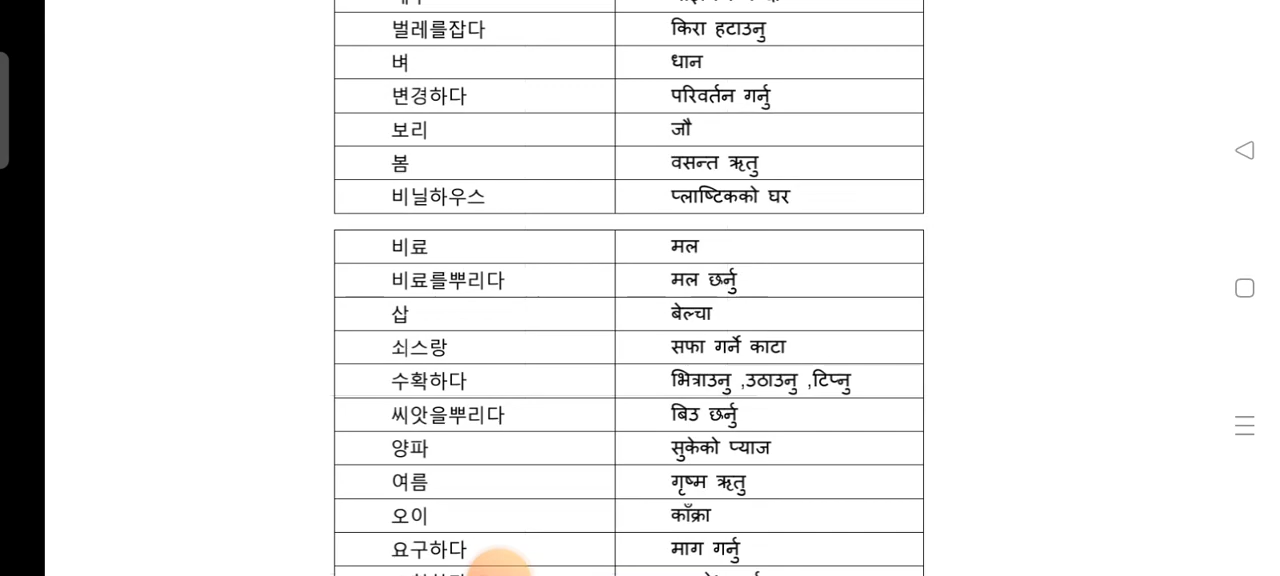 벌레를잡다 किरा हटाउनु
벼 धान
변경하다 परिवर्तन गर्नु
보리 जौ
봄 वसन्त ऋतु
비닐하우스 प्लाष्टिकको घर
비료 मल
비료를뿌리다 मल छर्नु
삽 बेल्चा
쇠스랑 सफा गर्ने काटा
수확하다 भित्राउनु ,उठाउनु ,टिप्नु
씨앗을뿌리다 बिउ छर्नु
양파 सुकेको प्याज
여름 गृष्म ऋतु
오이 काँक्रा
요구하다 माग गर्नु